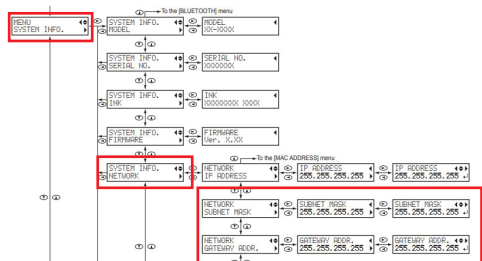 To the [BLUETOOTH] menu
MENU
SYSTEM INFO.
SYSTEM INFO.
MODEL
MODEL
XX-XXXX
SYSTEM INFO.
SERIAL NO.
SERIAL NO.
XXXXXXX
SYSTEM INFO.
INK
INK
XXXXXXXX XXXX
SYSTEM INFO.
FIRMWARE
FIRMWARE
Ver. X.XX
To the [MAC ADDRESS] menu
SYSTEM INFO.
NETWORK
NETWORK
IP ADDRESS
IP ADDRESS
255.255.255.255
IP ADDRESS
255.255.255.255
NETWORK
SUBNET MASK
SUBNET MASK
255.255.255.255
SUBNET MASK
255.255.255.255
NETWORK
GATEWAY ADDR.
GATEWAY ADDR.
255.255.255.255
GATEWAY ADDR.
255.255.255.255